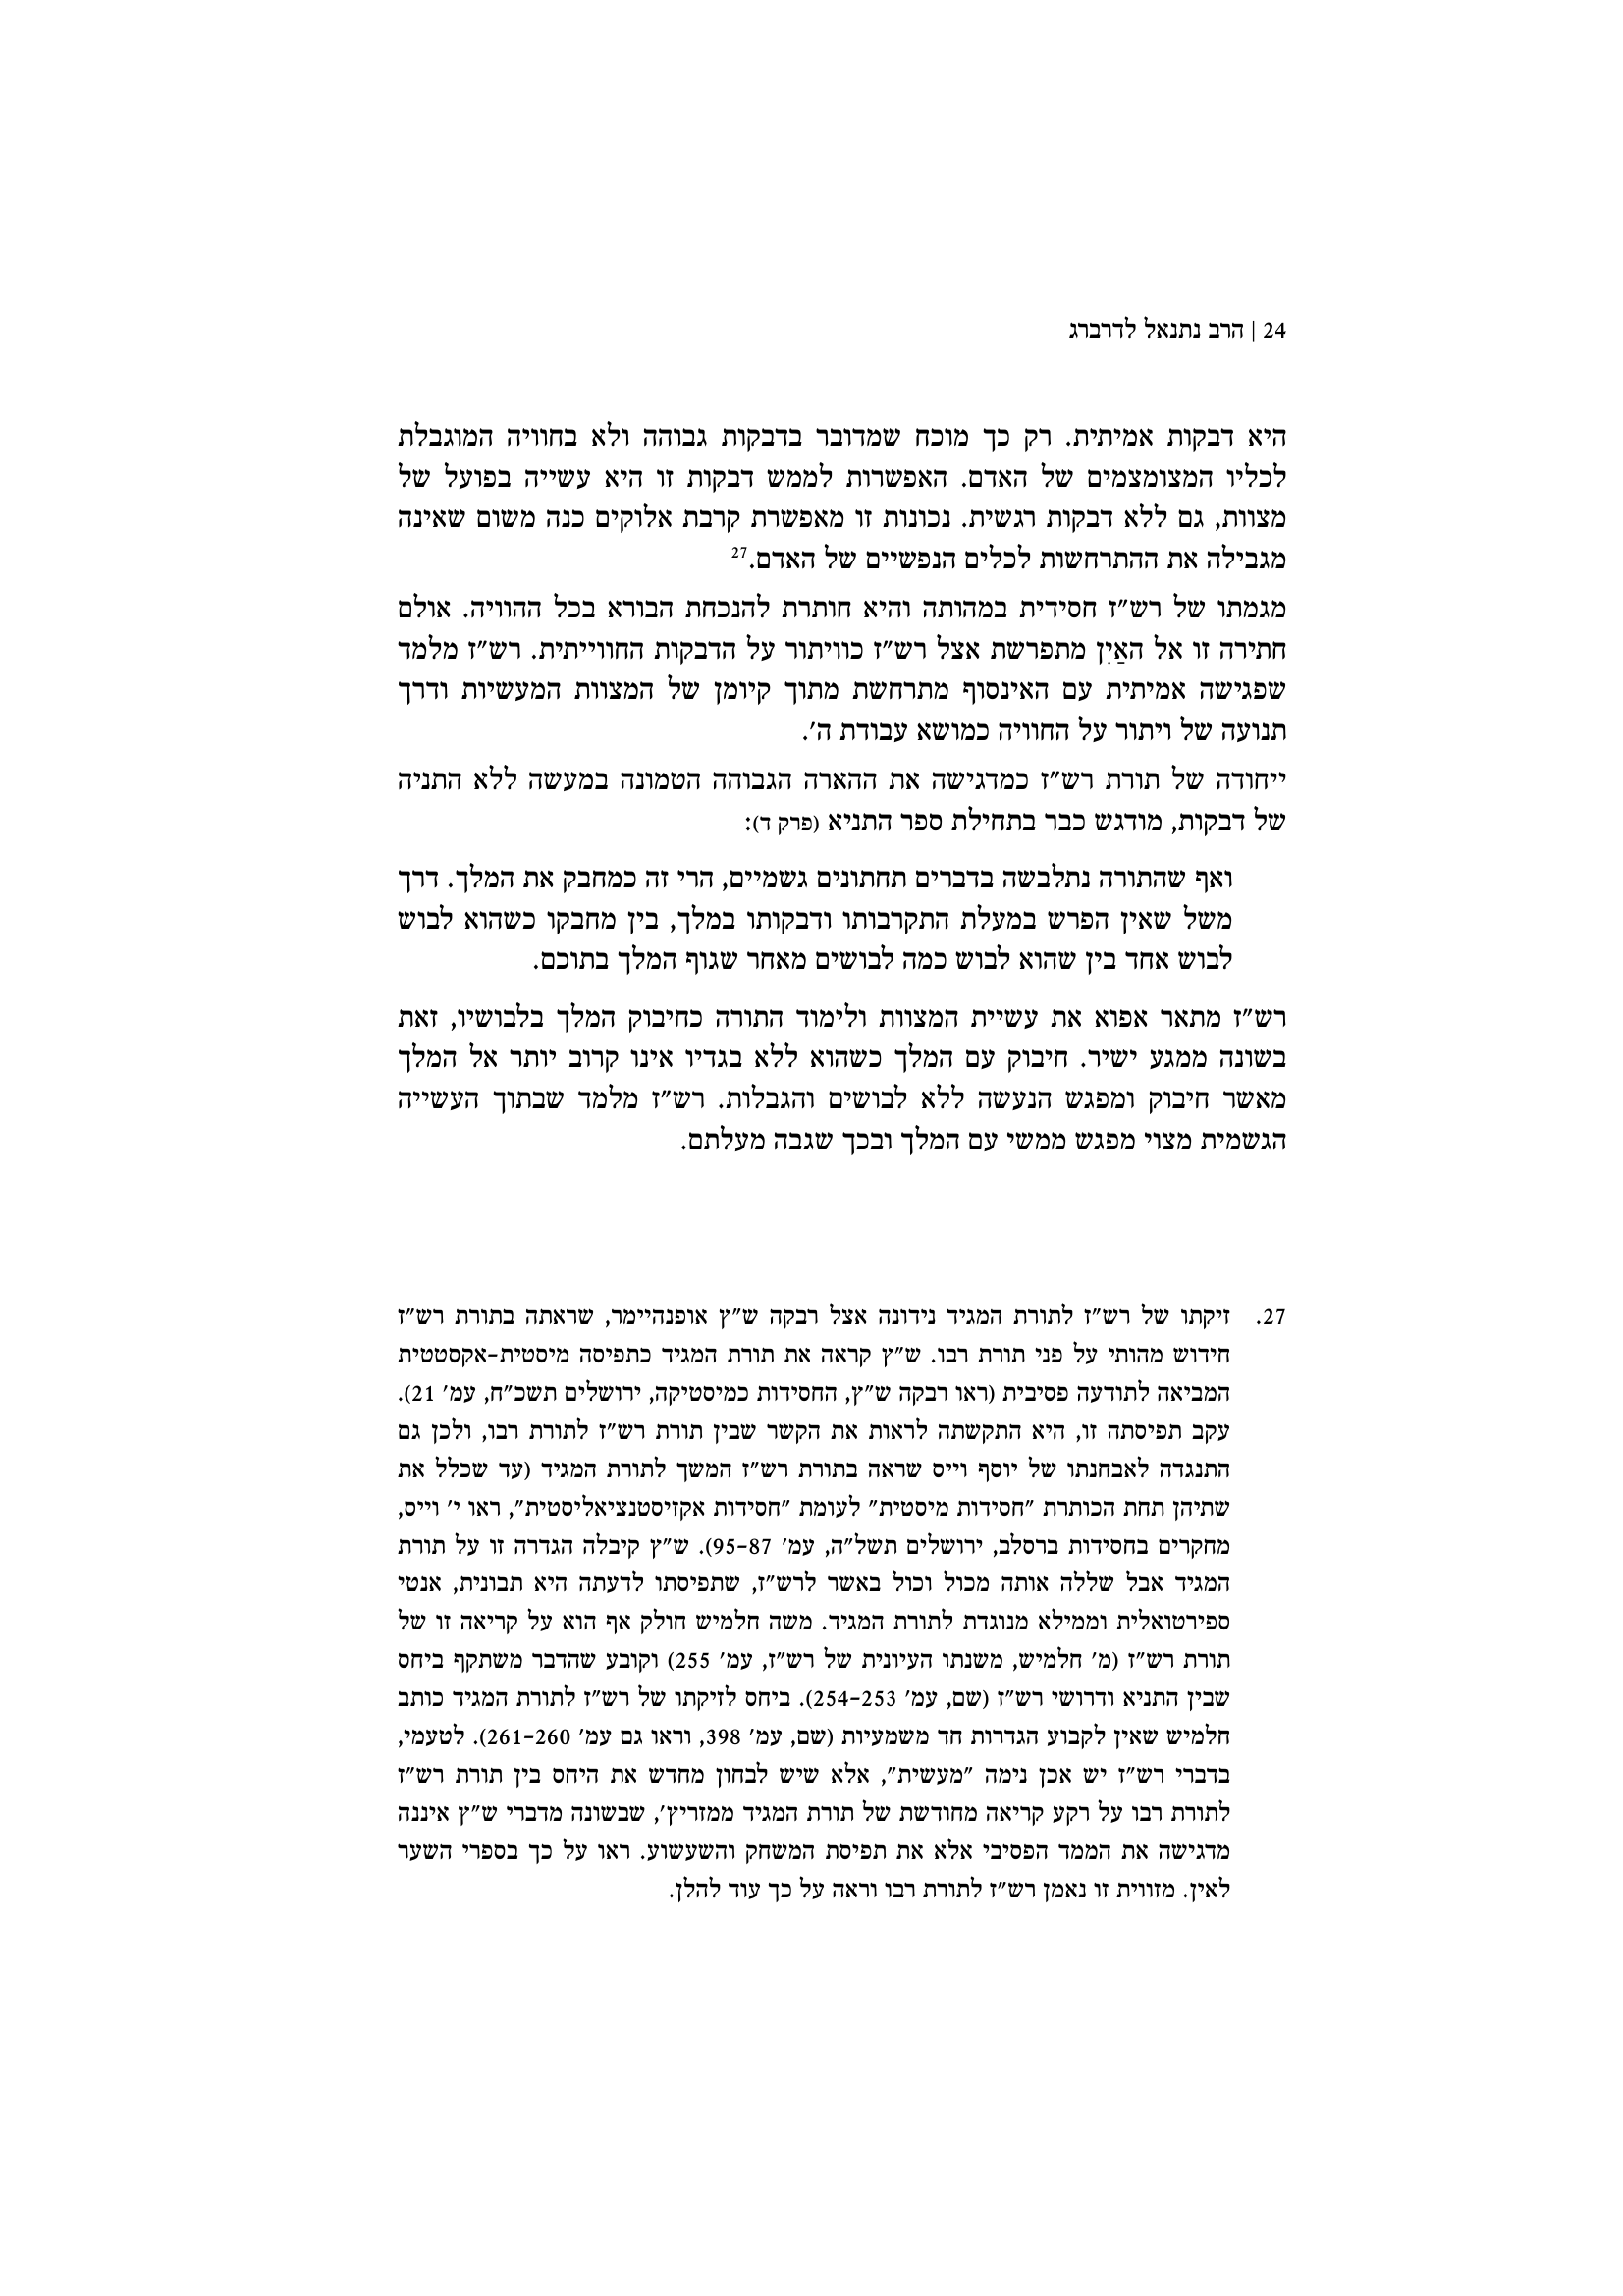 24 | הרב נתנאל לדרברג
היא דבקות אמיתית. רק כך מוכח שמדובר בדבקות גבוהה ולא בחוויה המוגבלת
לכליו המצומצמים של האדם. האפשרות לממש דבקות זו היא עשייה בפועל של
מצוות, גם ללא דבקות רגשית. נכונות זו מאפשרת קרבת אלוקים כנה משום שאינה
מגבילה את ההתרחשות לכלים הנפשיים של האדם.27
מגמתו של רש״ז חסידית במהותה והיא חותרת להנכחת הבורא בכל ההוויה. אולם
חתירה זו אל האַיִן מתפרשת אצל רש״ז כוויתור על הדבקות החווייתית. רש״ז מלמד
שפגישה אמיתית עם האינסוף מתרחשת מתוך קיומן של המצוות המעשיות ודרך
תנועה של ויתור על החוויה כמושא עבודת ה׳.
ייחודה של תורת רש״ז כמדגישה את ההארה הגבוהה הטמונה במעשה ללא התניה
של דבקות, מודגש כבר בתחילת ספר התניא (פרק ד):
ואף שהתורה נתלבשה בדברים תחתונים גשמיים, הרי זה כמחבק את המלך. דרך
משל שאין הפרש במעלת התקרבותו ודבקותו במלך, בין מחבקו כשהוא לבוש
לבוש אחד בין שהוא לבוש כמה לבושים מאחר שגוף המלך בתוכם.
רש״ז מתאר אפוא את עשיית המצוות ולימוד התורה כחיבוק המלך בלבושיו, זאת
בשונה ממגע ישיר. חיבוק עם המלך כשהוא ללא בגדיו אינו קרוב יותר אל המלך
מאשר חיבוק ומפגש הנעשה ללא לבושים והגבלות. רש״ז מלמד שבתוך העשייה
הגשמית מצוי מפגש ממשי עם המלך ובכך שגבה מעלתם.
27. זיקתו של רש״ז לתורת המגיד נידונה אצל רבקה ש״ץ אופנהיימר, שראתה בתורת רש״ז
חידוש מהותי על פני תורת רבו. ש״ץ קראה את תורת המגיד כתפיסה מיסטית–אקסטטית
המביאה לתודעה פסיבית (ראו רבקה ש״ץ, החסידות כמיסטיקה, ירושלים תשכ״ח, עמ׳ 21).
עקב תפיסתה זו, היא התקשתה לראות את הקשר שבין תורת רש״ז לתורת רבו, ולכן גם
התנגדה לאבחנתו של יוסף וייס שראה בתורת רש״ז המשך לתורת המגיד (עד שכלל את
שתיהן תחת הכותרת ״חסידות מיסטית״ לעומת ״חסידות אקזיסטנציאליסטית״, ראו י׳ וייס,
מחקרים בחסידות ברסלב, ירושלים תשל״ה, עמ׳ 87–95). ש״ץ קיבלה הגדרה זו על תורת
המגיד אבל שללה אותה מכול וכול באשר לרש״ז, שתפיסתו לדעתה היא תבונית, אנטי
ספירטואלית וממילא מנוגדת לתורת המגיד. משה חלמיש חולק אף הוא על קריאה זו של
תורת רש״ז (מ׳ חלמיש, משנתו העיונית של רש״ז, עמ׳ 255) וקובע שהדבר משתקף ביחס
שבין התניא ודרושי רש״ז (שם, עמ׳ 253–254). ביחס לזיקתו של רש״ז לתורת המגיד כותב
חלמיש שאין לקבוע הגדרות חד משמעיות (שם, עמ׳ 398, וראו גם עמ׳ 260–261). לטעמי,
בדברי רש״ז יש אכן נימה ״מעשית״, אלא שיש לבחון מחדש את היחס בין תורת רש״ז
לתורת רבו על רקע קריאה מחודשת של תורת המגיד ממזריץ׳, שבשונה מדברי ש״ץ איננה
מדגישה את הממד הפסיבי אלא את תפיסת המשחק והשעשוע. ראו על כך בספרי השער
לאין. מזווית זו נאמן רש״ז לתורת רבו וראה על כך עוד להלן.